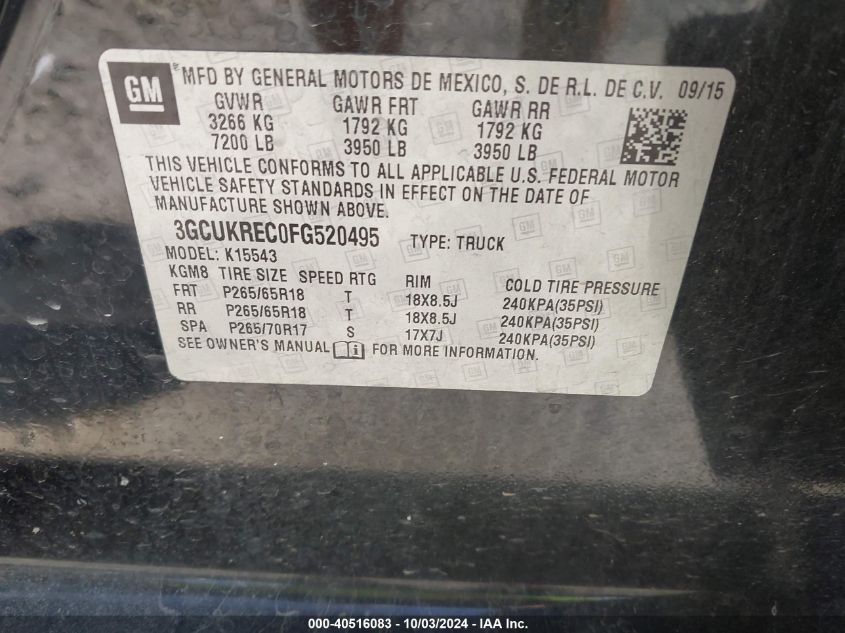 GM
® MFD BY GENERAL MOTORS DE MEXICO, S. DE R.L. DE C.V. 09/15
GVWR GAWR FRT GAWR RR
3266 KG 1792 KG 1792 KG
7200 LB 3950 LB 3950 LB
THIS VEHICLE CONFORMS TO ALL APPLICABLE U.S. FEDERAL MOTOR
VEHICLE SAFETY STANDARDS IN EFFECT ON THE DATE OF
MANUFACTURE SHOWN ABOVE.
3GCUKREC0FG520495 TYPE: TRUCK
MODEL: K15543
KGM8 TIRE SIZE SPEED RTG RIM COLD TIRE PRESSURE
FRT P265/65R18 T 18X8.5J 240KPA(35PSI)
RR P265/65R18 T 18X8.5J 240KPA(35PSI)
SPA P265/70R17 S 17X7J 240KPA(35PSI)
SEE OWNER'S MANUAL i FOR MORE INFORMATION.
000-40516083 - 10/03/2024 - IAA Inc.